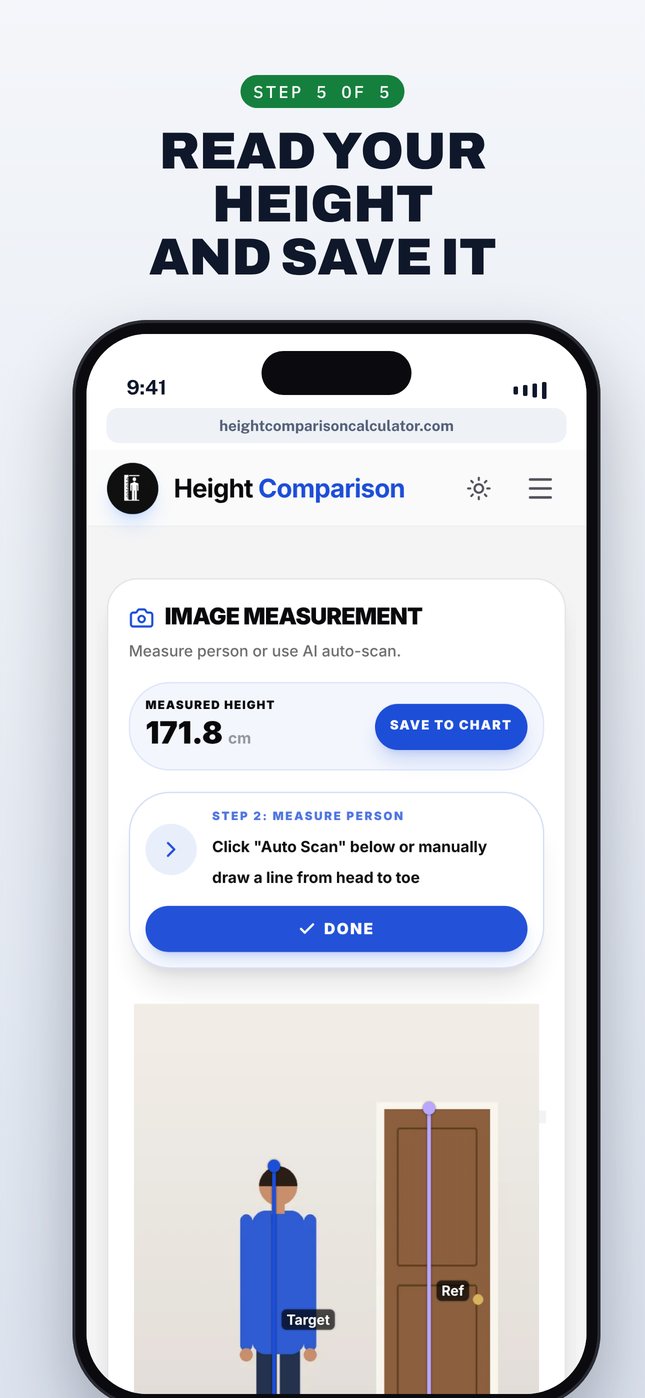 STEP 5 OF 5
READ YOUR
HEIGHT
AND SAVE IT
9:41
heightcomparisoncalculator.com
Height Comparison
IMAGE MEASUREMENT
Measure person or use AI auto-scan.
MEASURED HEIGHT
171.8 cm
SAVE TO CHART
STEP 2: MEASURE PERSON
Click "Auto Scan" below or manually
draw a line from head to toe
DONE
Ref
Target